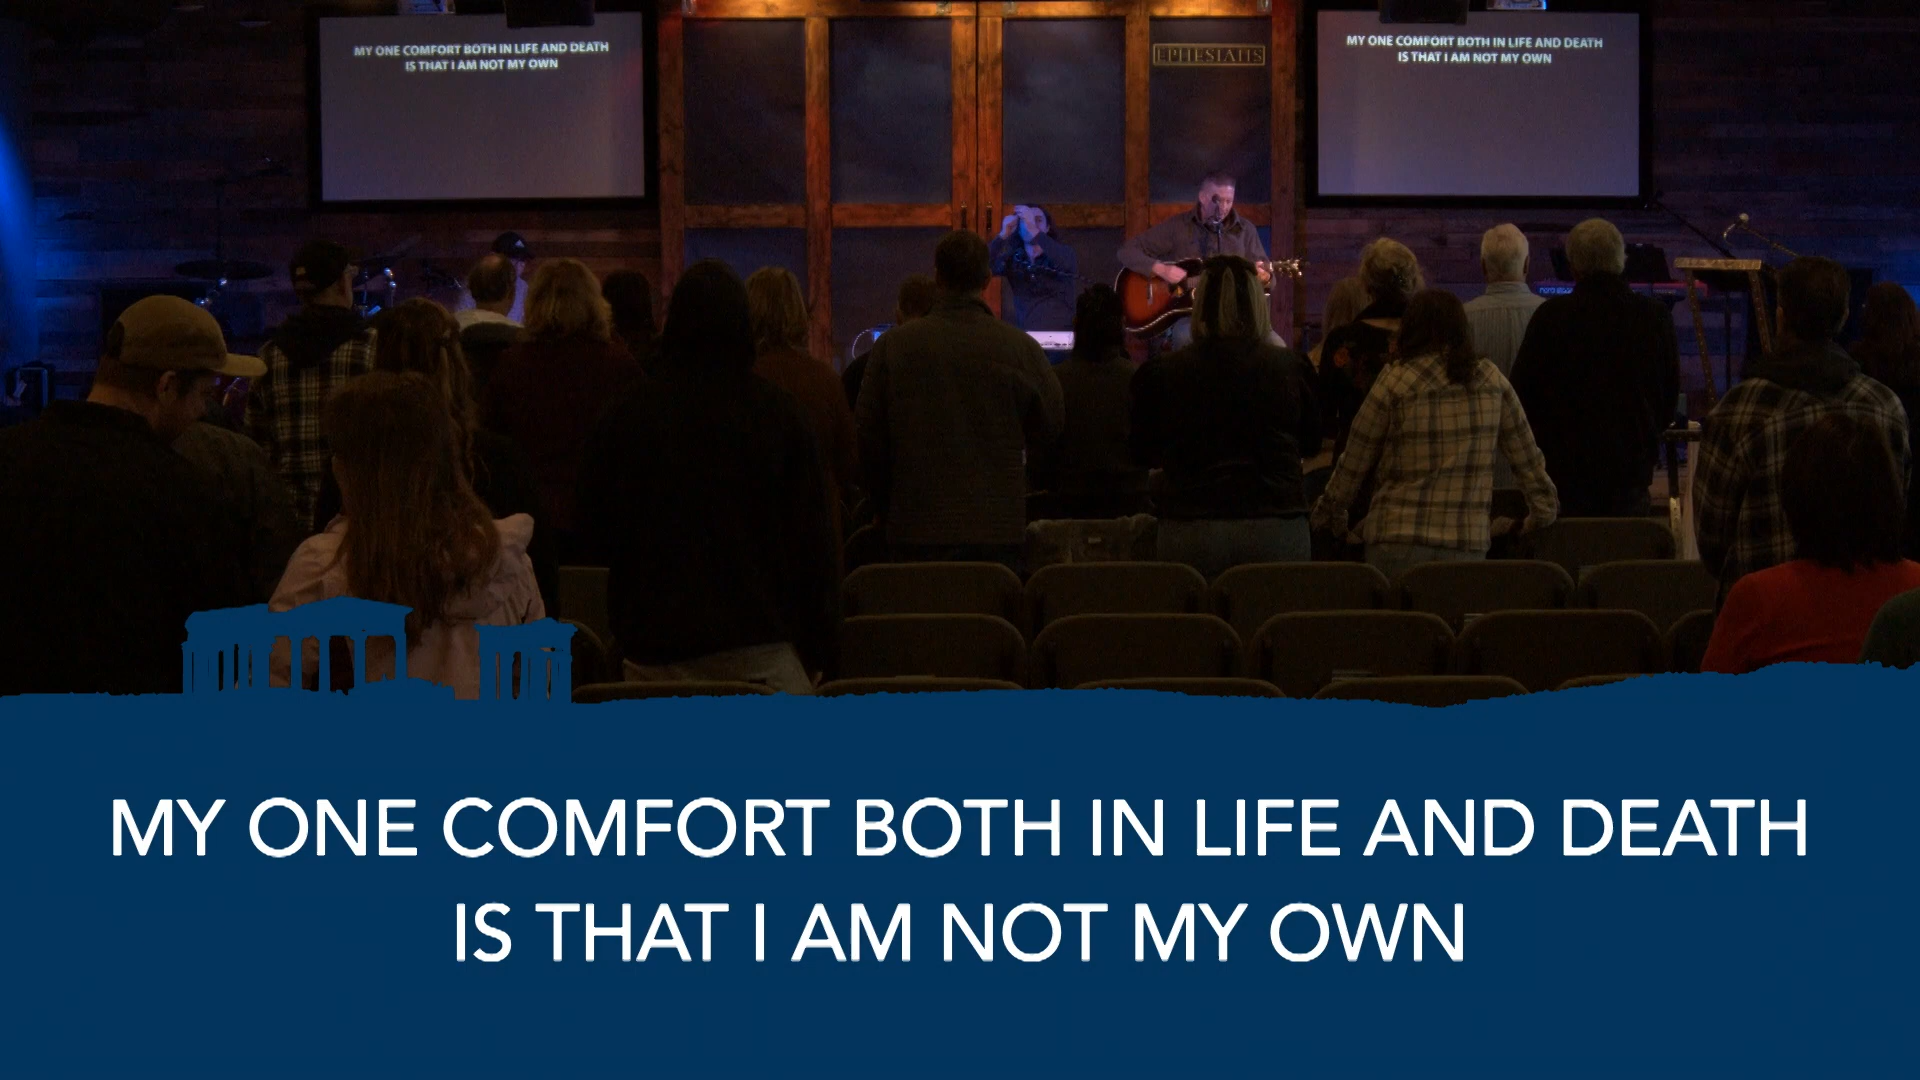 MY ONE COMFORT BOTH IN LIFE AND DEATH
IS THAT I AM NOT MY OWN
EPHESIANS
MY ONE COMFORT BOTH IN LIFE AND DEATH
IS THAT I AM NOT MY OWN
MY ONE COMFORT BOTH IN LIFE AND DEATH
IS THAT I AM NOT MY OWN